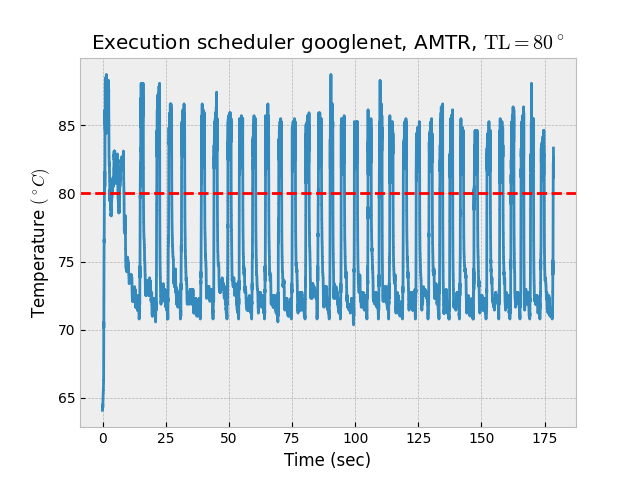 Execution scheduler googlenet, AMTR, TL = 80°
Temperature (°C)
85
80
75
70
65
0 25 50 75 100 125 150 175
Time (sec)